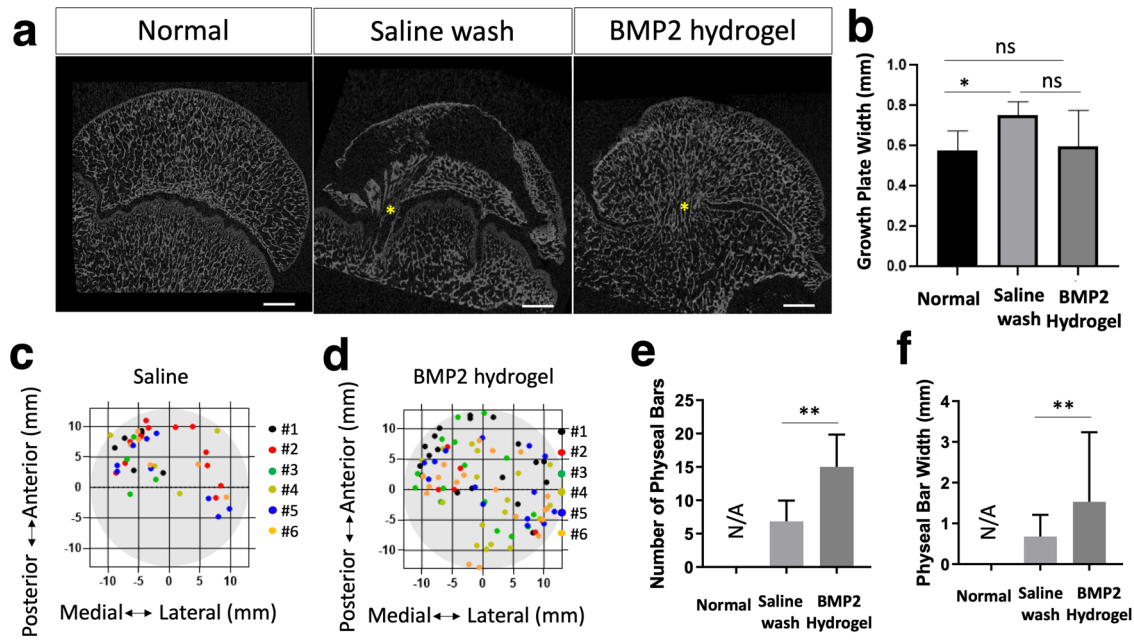 a
Normal
Saline wash
BMP2 hydrogel
*
*
b
ns
*
ns
Growth Plate Width (mm)
1.0
0.8
0.6
0.4
0.2
0.0
Normal
Saline wash
BMP2 Hydrogel
c
Saline
Posterior ↔ Anterior (mm)
10
5
0
-5
-10
-10
-5
0
5
10
Medial ↔ Lateral (mm)
#1
#2
#3
#4
#5
#6
d
BMP2 hydrogel
Posterior ↔ Anterior (mm)
10
5
0
-5
-10
-10
-5
0
5
10
Medial ↔ Lateral (mm)
#1
#2
#3
#4
#5
#6
e
**
Number of Physeal Bars
25
20
15
10
5
0
N/A
Normal
Saline wash
BMP2 Hydrogel
f
**
Physeal Bar Width (mm)
4
3
2
1
0
N/A
Normal
Saline wash
BMP2 Hydrogel